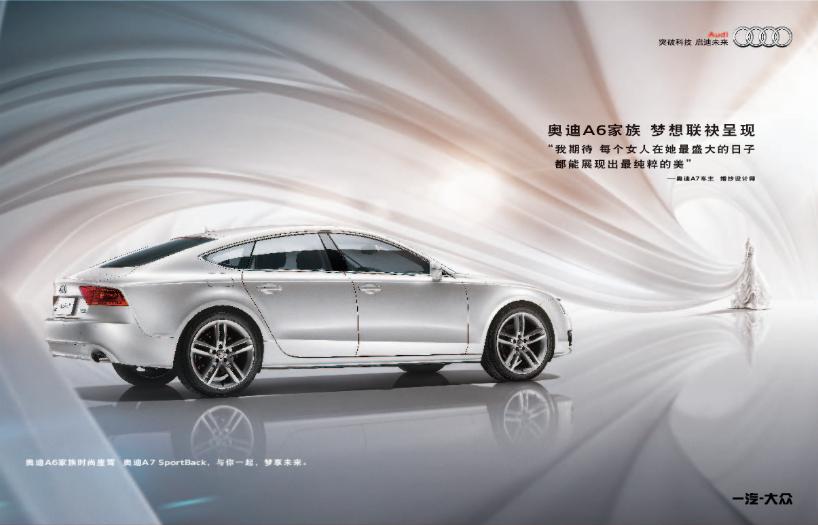 Audi
突破科技 启迪未来
奥迪A6家族 梦想联袂呈现
“我期待 每个女人在她最盛大的日子
都能展现出最纯粹的美”
——奥迪A7车主 婚纱设计师
奥迪A6家族时尚座驾 奥迪A7 SportBack，与你一起，梦享未来。
一汽-大众